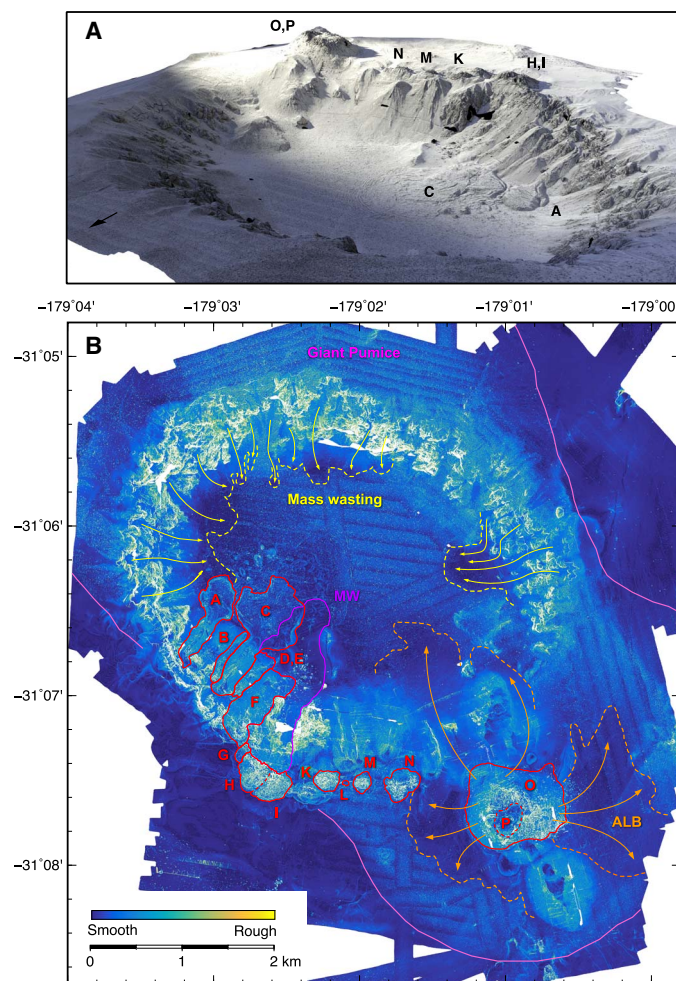 A
O,P
N
M
K
H,I
C
A
−179˚04' −179˚03' −179˚02' −179˚01' −179˚00'
B
−31˚05'
Giant Pumice
Mass wasting
−31˚06'
A
C
MW
B
D,E
−31˚07'
F
G
K
M
N
H
L
O
I
P
ALB
−31˚08'
Smooth Rough
0 1 2 km